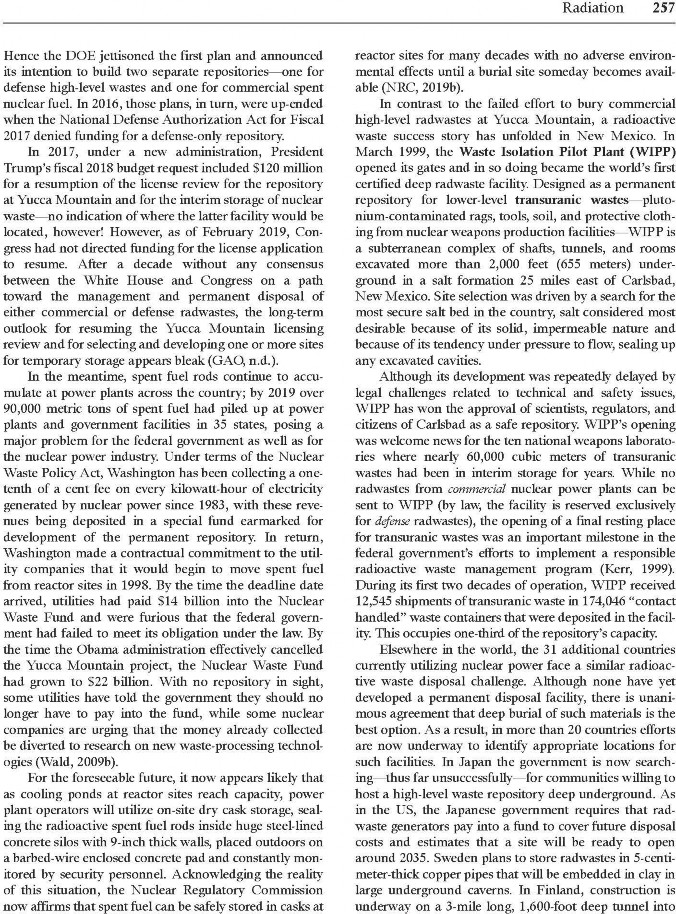 Radiation 257
Hence the DOE jettisoned the first plan and announced
its intention to build two separate repositories—one for
defense high-level wastes and one for commercial spent
nuclear fuel. In 2016, those plans, in turn, were up-ended
when the National Defense Authorization Act for Fiscal
2017 denied funding for a defense-only repository.
In 2017, under a new administration, President
Trump's fiscal 2018 budget request included $120 million
for a resumption of the license review for the repository
at Yucca Mountain and for the interim storage of nuclear
waste—no indication of where the latter facility would be
located, however! However, as of February 2019, Con-
gress had not directed funding for the license application
to resume. After a decade without any consensus
between the White House and Congress on a path
toward the management and permanent disposal of
either commercial or defense radwastes, the long-term
outlook for resuming the Yucca Mountain licensing
review and for selecting and developing one or more sites
for temporary storage appears bleak (GAO, n.d.).
In the meantime, spent fuel rods continue to accu-
mulate at power plants across the country; by 2019 over
90,000 metric tons of spent fuel had piled up at power
plants and government facilities in 35 states, posing a
major problem for the federal government as well as for
the nuclear power industry. Under terms of the Nuclear
Waste Policy Act, Washington has been collecting a one-
tenth of a cent fee on every kilowatt-hour of electricity
generated by nuclear power since 1983, with these reve-
nues being deposited in a special fund earmarked for
development of the permanent repository. In return,
Washington made a contractual commitment to the util-
ity companies that it would begin to move spent fuel
from reactor sites in 1998. By the time the deadline date
arrived, utilities had paid $14 billion into the Nuclear
Waste Fund and were furious that the federal govern-
ment had failed to meet its obligation under the law. By
the time the Obama administration effectively cancelled
the Yucca Mountain project, the Nuclear Waste Fund
had grown to $22 billion. With no repository in sight,
some utilities have told the government they should no
longer have to pay into the fund, while some nuclear
companies are urging that the money already collected
be diverted to research on new waste-processing technol-
ogies (Wald, 2009b).
For the foreseeable future, it now appears likely that
as cooling ponds at reactor sites reach capacity, power
plant operators will utilize on-site dry cask storage, seal-
ing the radioactive spent fuel rods inside huge steel-lined
concrete silos with 9-inch thick walls, placed outdoors on
a barbed-wire enclosed concrete pad and constantly mon-
itored by security personnel. Acknowledging the reality
of this situation, the Nuclear Regulatory Commission
now affirms that spent fuel can be safely stored in casks at
reactor sites for many decades with no adverse environ-
mental effects until a burial site someday becomes avail-
able (NRC, 2019b).
In contrast to the failed effort to bury commercial
high-level radwastes at Yucca Mountain, a radioactive
waste success story has unfolded in New Mexico. In
March 1999, the Waste Isolation Pilot Plant (WIPP)
opened its gates and in so doing became the world's first
certified deep radwaste facility. Designed as a permanent
repository for lower-level transuranic wastes—pluto-
nium-contaminated rags, tools, soil, and protective cloth-
ing from nuclear weapons production facilities—WIPP is
a subterranean complex of shafts, tunnels, and rooms
excavated more than 2,000 feet (655 meters) under-
ground in a salt formation 25 miles east of Carlsbad,
New Mexico. Site selection was driven by a search for the
most secure salt bed in the country, salt considered most
desirable because of its solid, impermeable nature and
because of its tendency under pressure to flow, sealing up
any excavated cavities.
Although its development was repeatedly delayed by
legal challenges related to technical and safety issues,
WIPP has won the approval of scientists, regulators, and
citizens of Carlsbad as a safe repository. WIPP's opening
was welcome news for the ten national weapons laborato-
ries where nearly 60,000 cubic meters of transuranic
wastes had been in interim storage for years. While no
radwastes from commercial nuclear power plants can be
sent to WIPP (by law, the facility is reserved exclusively
for defense radwastes), the opening of a final resting place
for transuranic wastes was an important milestone in the
federal government's efforts to implement a responsible
radioactive waste management program (Kerr, 1999).
During its first two decades of operation, WIPP received
12,545 shipments of transuranic waste in 174,046 "contact
handled" waste containers that were deposited in the facil-
ity. This occupies one-third of the repository's capacity.
Elsewhere in the world, the 31 additional countries
currently utilizing nuclear power face a similar radioac-
tive waste disposal challenge. Although none have yet
developed a permanent disposal facility, there is unani-
mous agreement that deep burial of such materials is the
best option. As a result, in more than 20 countries efforts
are now underway to identify appropriate locations for
such facilities. In Japan the government is now search-
ing—thus far unsuccessfully—for communities willing to
host a high-level waste repository deep underground. As
in the US, the Japanese government requires that rad-
waste generators pay into a fund to cover future disposal
costs and estimates that a site will be ready to open
around 2035. Sweden plans to store radwastes in 5-centi-
meter-thick copper pipes that will be embedded in clay in
large underground caverns. In Finland, construction is
underway on a 3-mile long, 1,600-foot deep tunnel into